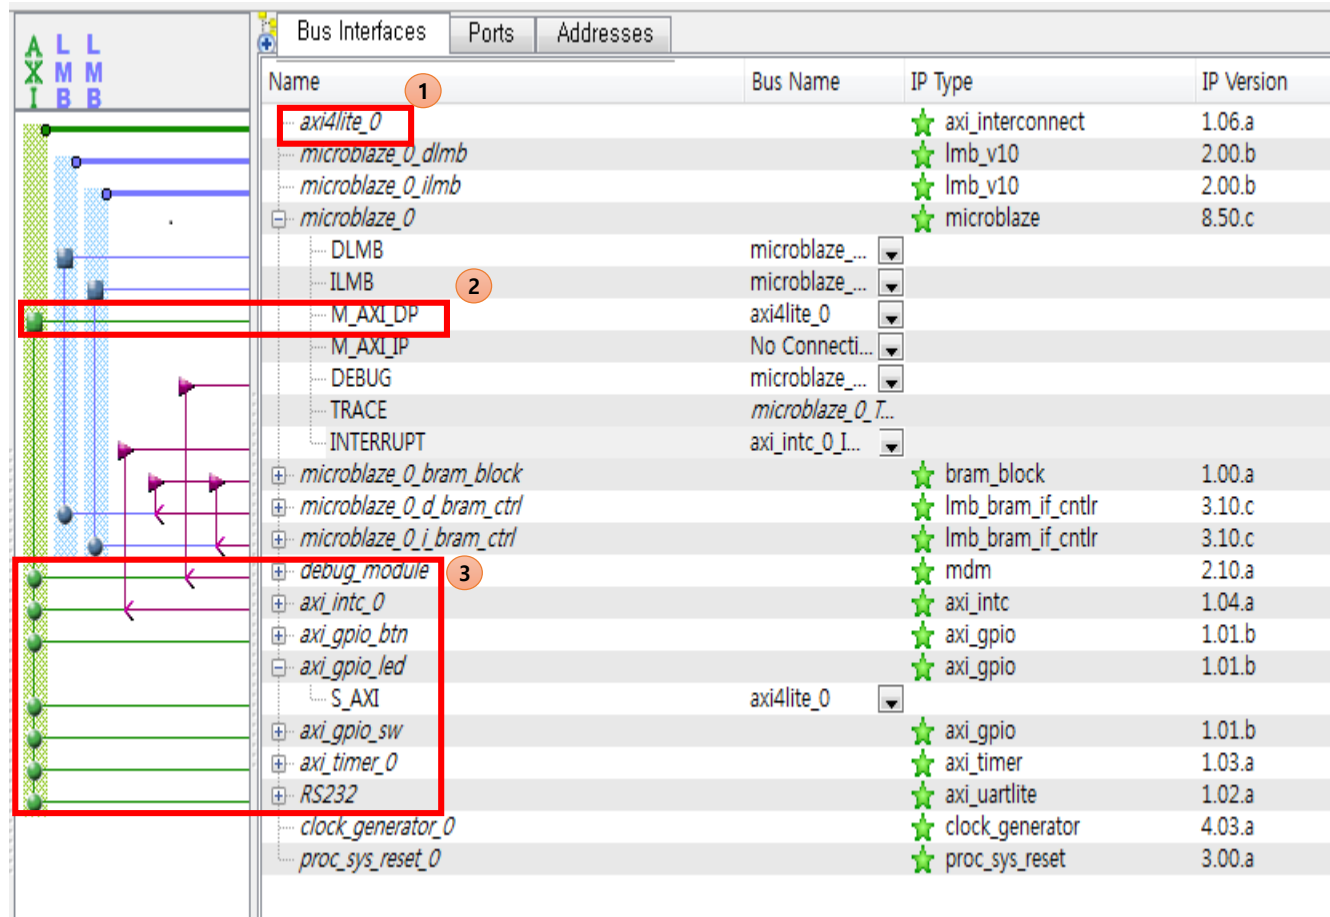 Bus Interfaces Ports Addresses
AXI LMB LMB
Name Bus Name IP Type IP Version
1
axi4lite_0 axi_interconnect 1.06.a
microblaze_0_dlmb lmb_v10 2.00.b
microblaze_0_ilmb lmb_v10 2.00.b
microblaze_0 microblaze 8.50.c
DLMB microblaze_...
ILMB microblaze_...
2
M_AXI_DP axi4lite_0
M_AXI_IP No Connecti...
DEBUG microblaze_...
TRACE microblaze_0_T...
INTERRUPT axi_intc_0_I...
microblaze_0_bram_block bram_block 1.00.a
microblaze_0_d_bram_ctrl lmb_bram_if_cntlr 3.10.c
microblaze_0_i_bram_ctrl lmb_bram_if_cntlr 3.10.c
debug_module 3 mdm 2.10.a
axi_intc_0 axi_intc 1.04.a
axi_gpio_btn axi_gpio 1.01.b
axi_gpio_led axi_gpio 1.01.b
S_AXI axi4lite_0
axi_gpio_sw axi_gpio 1.01.b
axi_timer_0 axi_timer 1.03.a
RS232 axi_uartlite 1.02.a
clock_generator_0 clock_generator 4.03.a
proc_sys_reset_0 proc_sys_reset 3.00.a